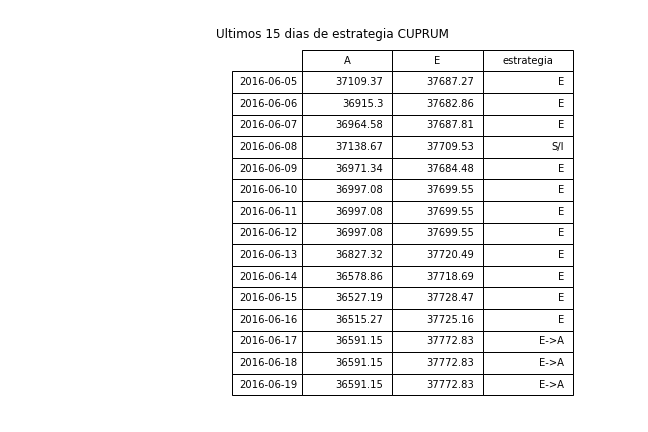 Ultimos 15 dias de estrategia CUPRUM
A E estrategia
2016-06-05 37109.37 37687.27 E
2016-06-06 36915.3 37682.86 E
2016-06-07 36964.58 37687.81 E
2016-06-08 37138.67 37709.53 S/I
2016-06-09 36971.34 37684.48 E
2016-06-10 36997.08 37699.55 E
2016-06-11 36997.08 37699.55 E
2016-06-12 36997.08 37699.55 E
2016-06-13 36827.32 37720.49 E
2016-06-14 36578.86 37718.69 E
2016-06-15 36527.19 37728.47 E
2016-06-16 36515.27 37725.16 E
2016-06-17 36591.15 37772.83 E->A
2016-06-18 36591.15 37772.83 E->A
2016-06-19 36591.15 37772.83 E->A